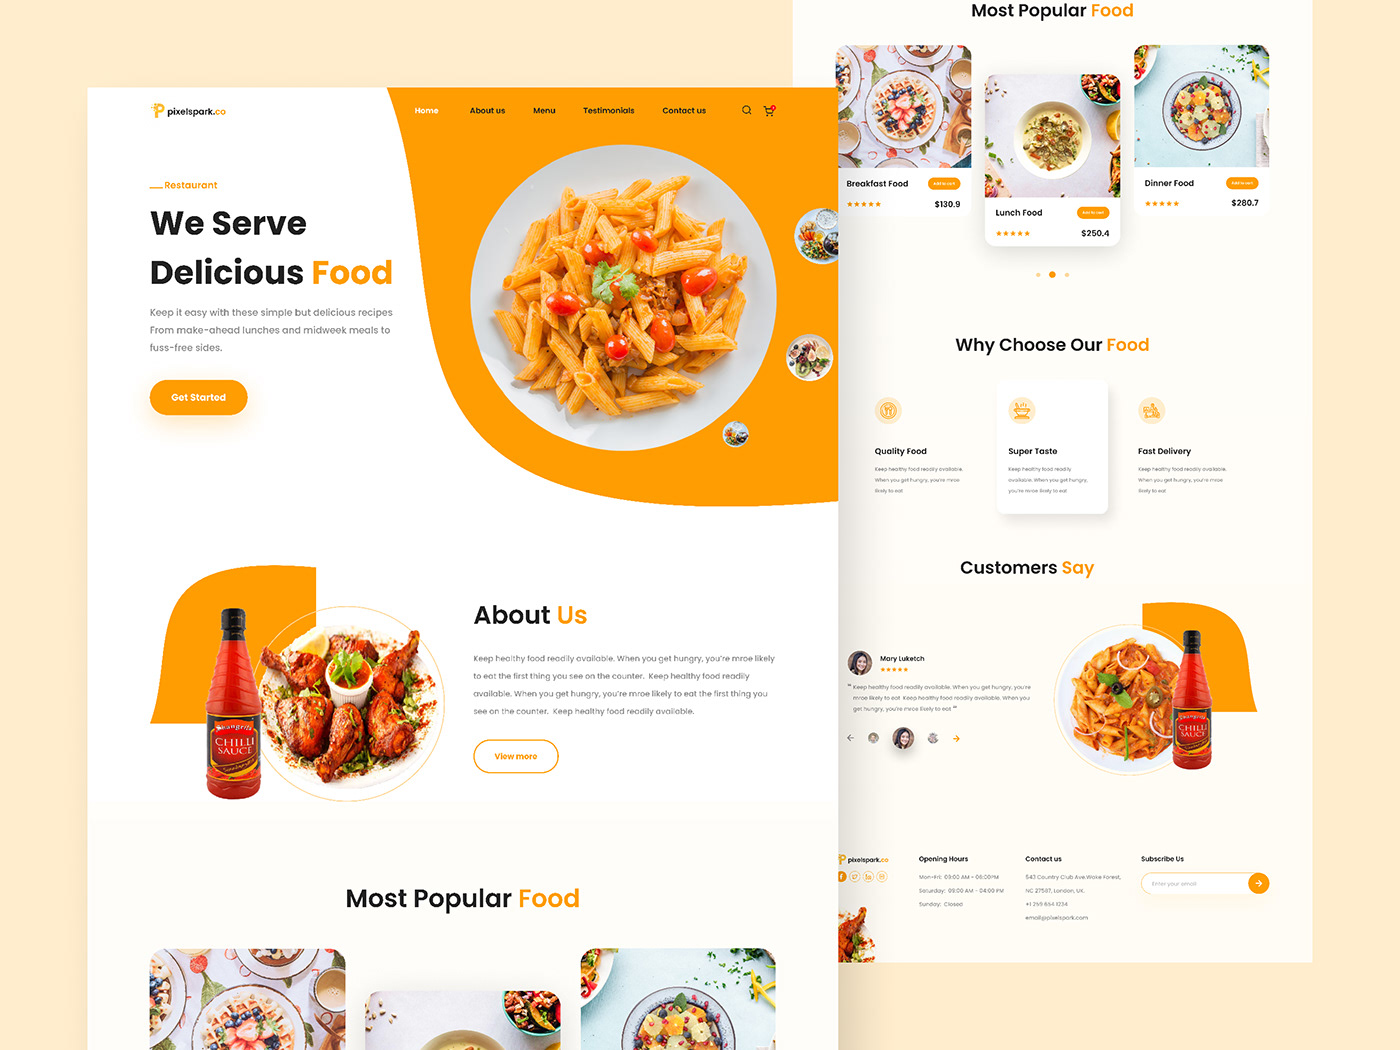 pixelspark.co
Home
About us
Menu
Testimonials
Contact us
Restaurant
We Serve
Delicious Food
Keep it easy with these simple but delicious recipes
From make-ahead lunches and midweek meals to
fuss-free sides.
Get Started
About Us
Keep healthy food readily available. When you get hungry, you're mroe likely
to eat the first thing you see on the counter. Keep healthy food readily
available. When you get hungry, you're mroe likely to eat the first thing you
see on the counter. Keep healthy food readily available.
View more
CHILLI
SAUCE
Most Popular Food
Most Popular Food
Breakfast Food
Add to cart
$130.9
Lunch Food
Add to cart
$250.4
Dinner Food
Add to cart
$280.7
Why Choose Our Food
Quality Food
Keep healthy food readily available.
When you get hungry, you're mroe
likely to eat
Super Taste
Keep healthy food readily
available. When you get hungry,
you're mroe likely to eat
Fast Delivery
Keep healthy food readily available.
When you get hungry, you're mroe
likely to eat
Customers Say
Mary Luketch
" Keep healthy food readily available. When you get hungry, you're
mroe likely to eat Keep healthy food readily available. When you
get hungry, you're mroe likely to eat "
CHILLI
SAUCE
pixelspark.co
Opening Hours
Mon-Fri: 09:00 AM - 08:00PM
Saturday: 09:00 AM - 04:00 PM
Sunday: Closed
Contact us
543 Country Club Ave.Wake Forest,
NC 27587, London, UK.
+1 259 854 1234
email@pixelspark.com
Subscribe Us
Enter your email